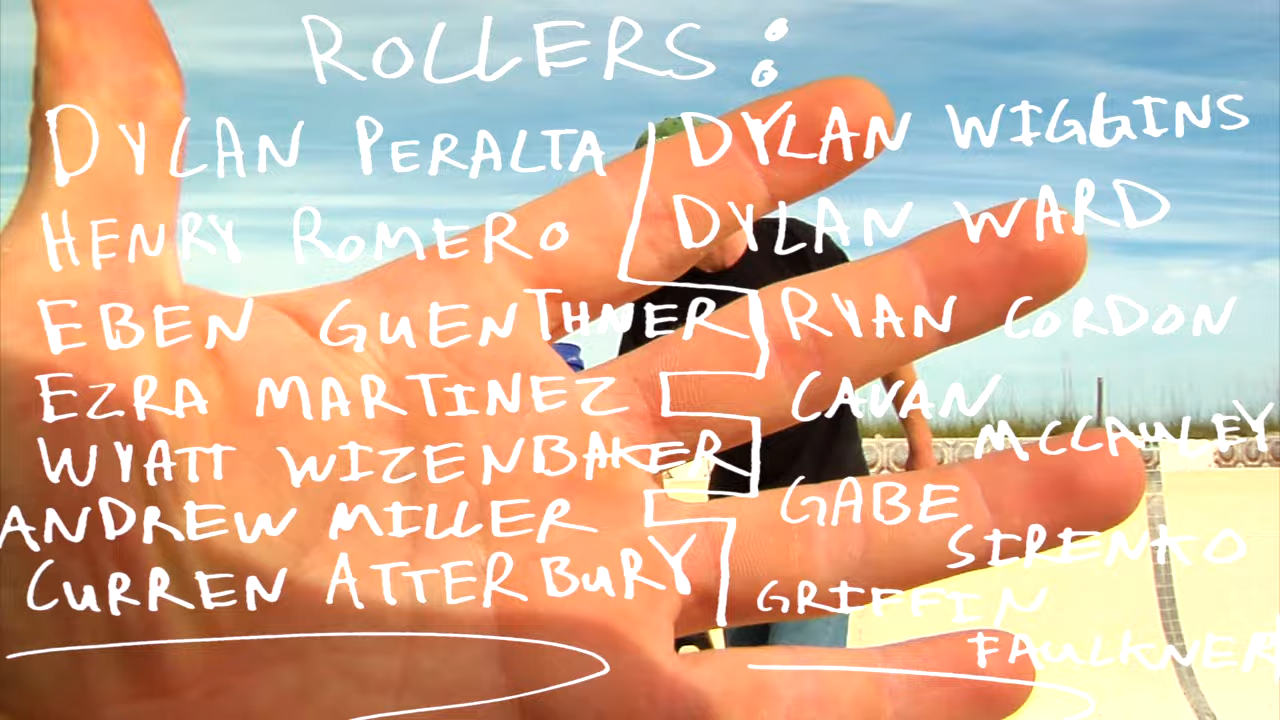 ROLLERS:
DYLAN PERALTA
HENRY ROMERO
EBEN GUENTHNER
EZRA MARTINEZ
WYATT WIZENBAKER
ANDREW MILLER
CURREN ATTERBURY
DYLAN WIGGINS
DYLAN WARD
RYAN CORDON
CAVAN
MCCAULEY
GABE
SIRENKO
GRIFFIN
FAULKNER